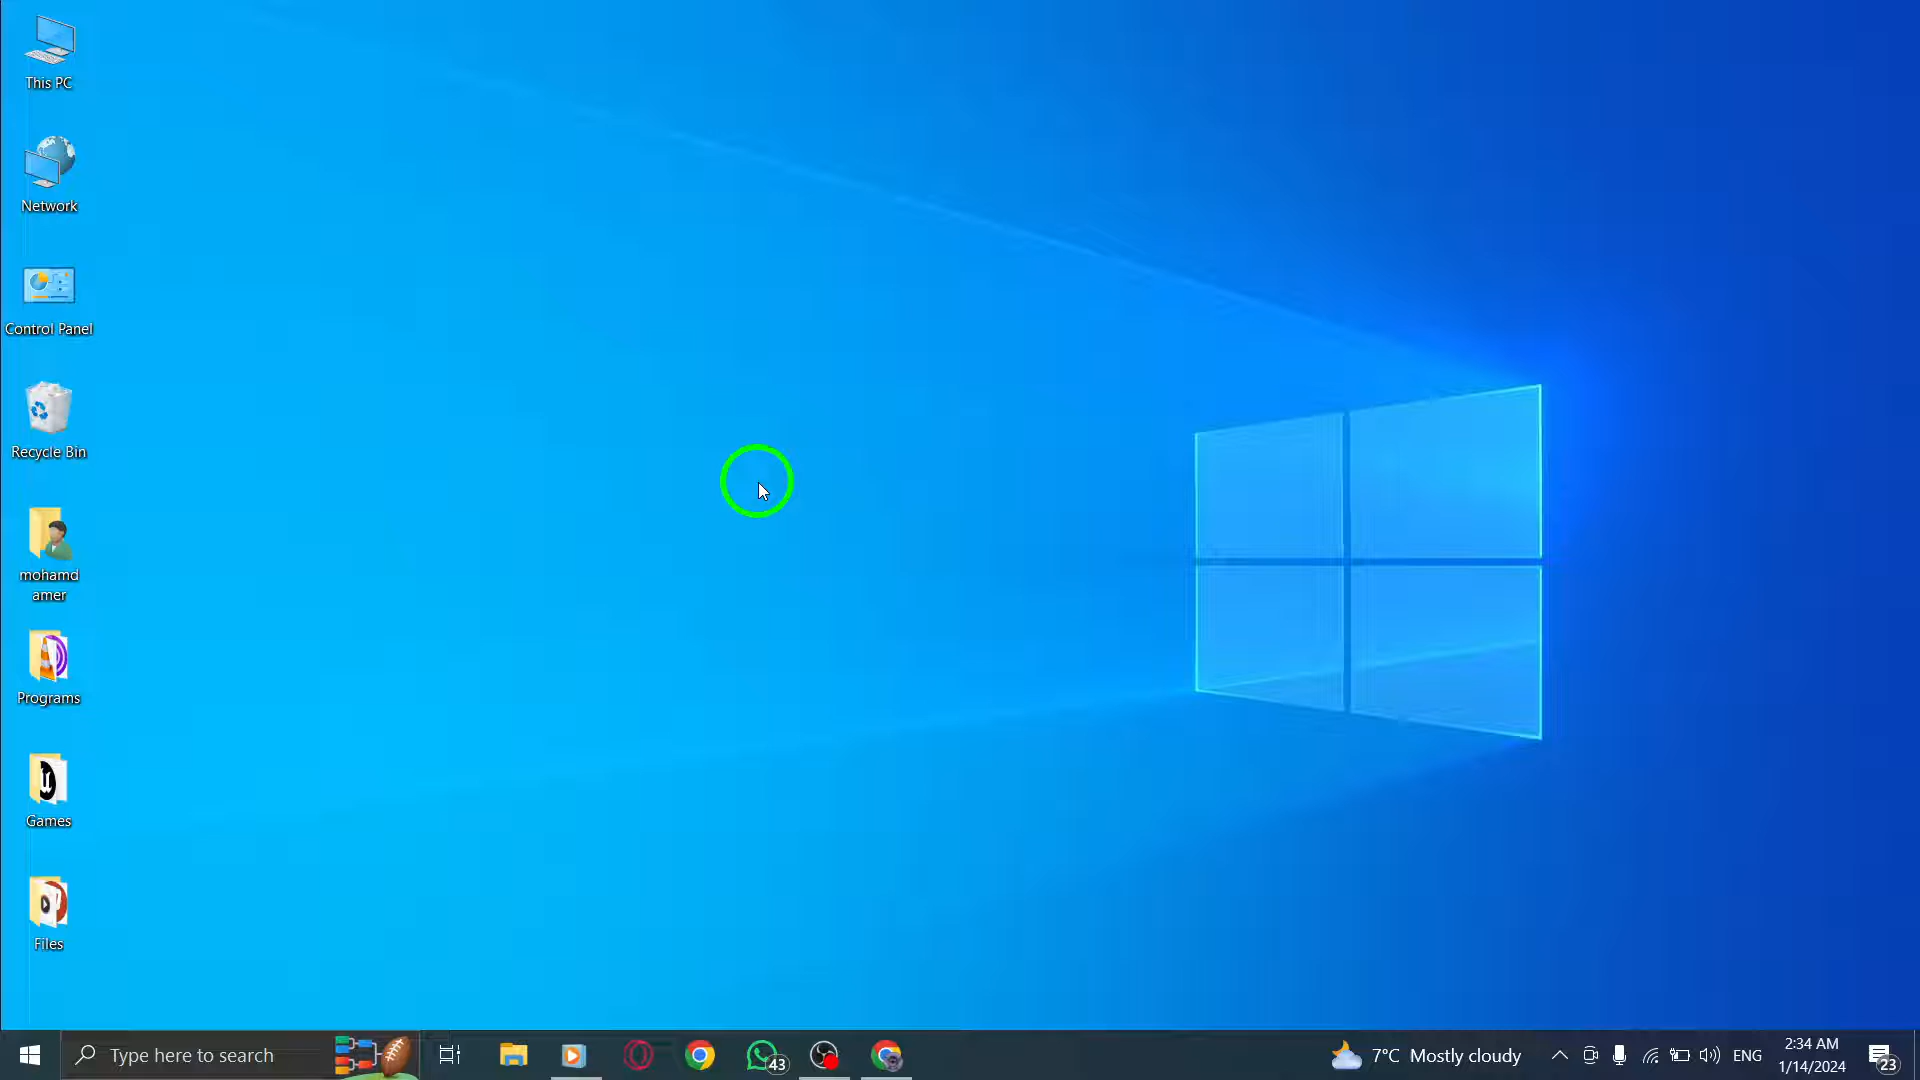 This PC
Network
Control Panel
Recycle Bin
mohamd
amer
Programs
Games
Files
Type here to search
43
7°C Mostly cloudy
ENG
2:34 AM
1/14/2024
23